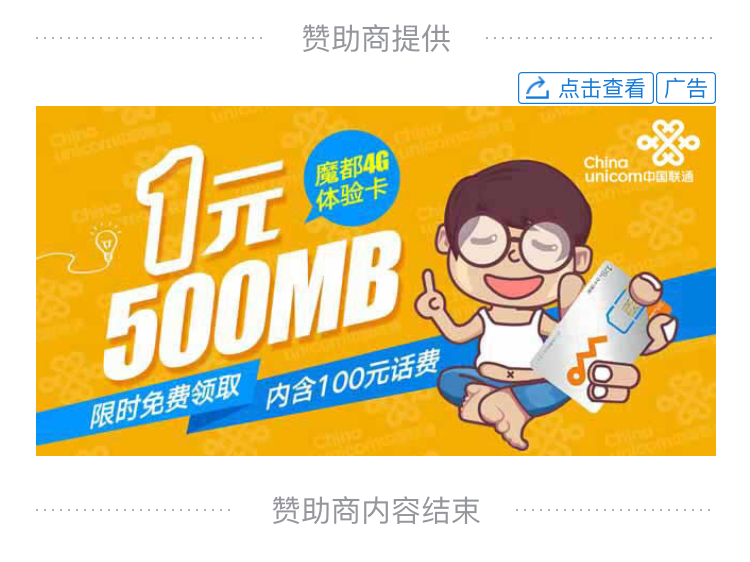 赞助商提供
点击查看 广告
China
unicom中国联通
魔都4G
体验卡
1元
500MB
限时免费领取 内含100元话费
赞助商内容结束